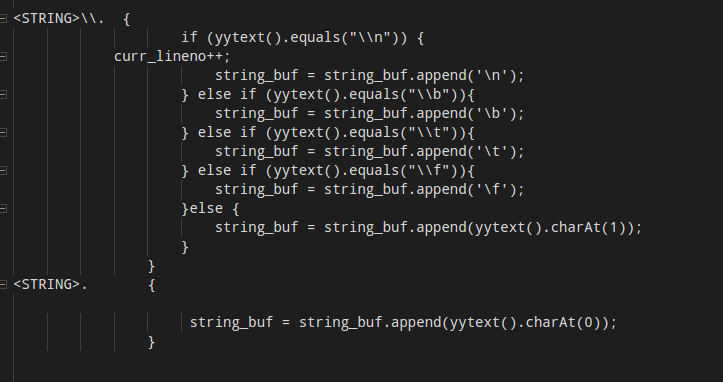 <STRING>\\.  {
if (yytext().equals("\\n")) {
curr_lineno++;
string_buf = string_buf.append('\n');
} else if (yytext().equals("\\b")){
string_buf = string_buf.append('\b');
} else if (yytext().equals("\\t")){
string_buf = string_buf.append('\t');
} else if (yytext().equals("\\f")){
string_buf = string_buf.append('\f');
}else {
string_buf = string_buf.append(yytext().charAt(1));
}
}
<STRING>.       {
string_buf = string_buf.append(yytext().charAt(0));
}